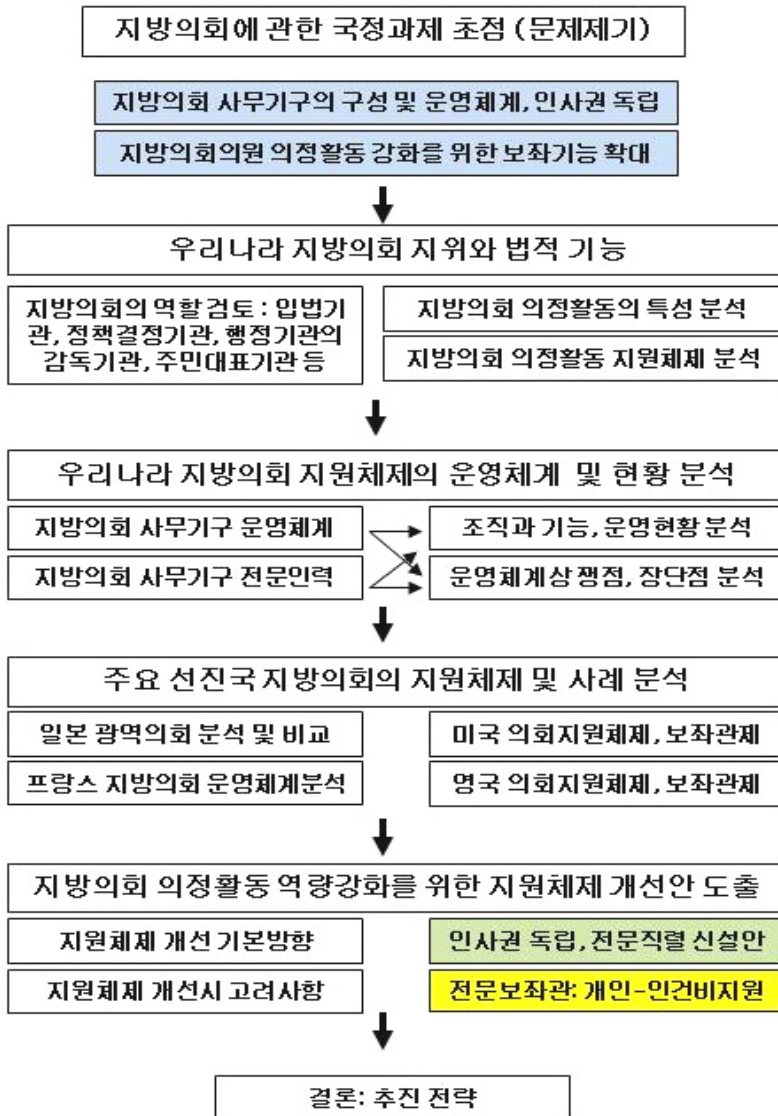 지방의회에 관한 국정과제 초점 (문제제기)
지방의회 사무기구의 구성 및 운영체계, 인사권 독립
지방의회의원 의정활동 강화를 위한 보좌기능 확대
우리나라 지방의회 지위와 법적 기능
지방의회의 역할 검토 : 입법기
관, 정책결정기관, 행정기관의
감독기관, 주민대표기관 등
지방의회 의정활동의 특성 분석
지방의회 의정활동 지원체제 분석
우리나라 지방의회 지원체제의 운영체계 및 현황 분석
지방의회 사무기구 운영체계
조직과 기능, 운영현황 분석
지방의회 사무기구 전문인력
운영체계상 쟁점, 장단점 분석
주요 선진국 지방의회의 지원체제 및 사례 분석
일본 광역의회 분석 및 비교
미국 의회지원체제, 보좌관제
프랑스 지방의회 운영체계분석
영국 의회지원체제, 보좌관제
지방의회 의정활동 역량강화를 위한 지원체제 개선안 도출
지원체제 개선 기본방향
인사권 독립, 전문직렬 신설안
지원체제 개선시 고려사항
전문보좌관: 개인-인건비지원
결론: 추진 전략